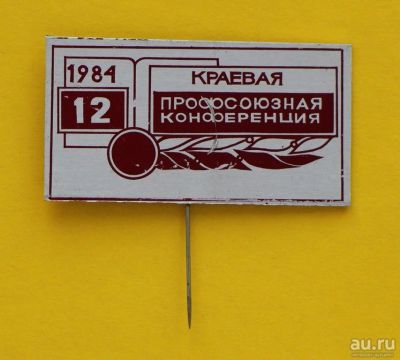 1984
12
КРАЕВАЯ
ПРОФСОЮЗНАЯ
КОНФЕРЕНЦИЯ
au.ru